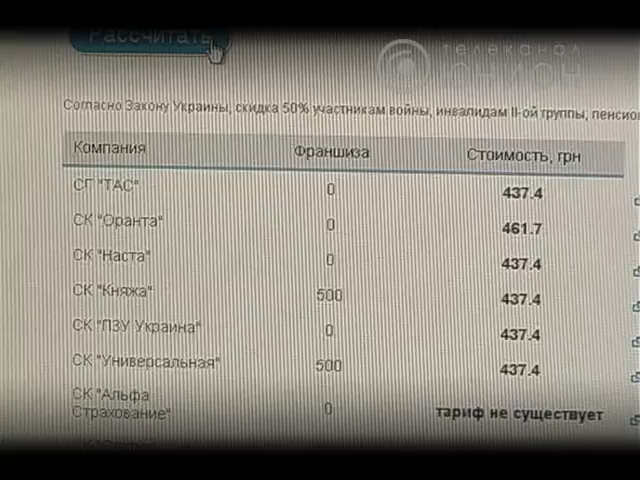 Рассчитать
телеканал
ЮНИОН
Согласно Закону Украины, скидка 50% участникам войны, инвалидам II-ой группы,
Компания Франшиза Стоимость, грн
СГ "ТАС" 0 437.4
СК "Оранта" 0 461.7
СК "Наста" 0 437.4
СК "Княжа" 500 437.4
СК "ПЗУ Украина" 0 437.4
СК "Универсальная" 500 437.4
СК "Альфа
Страхование" 0 тариф не существует